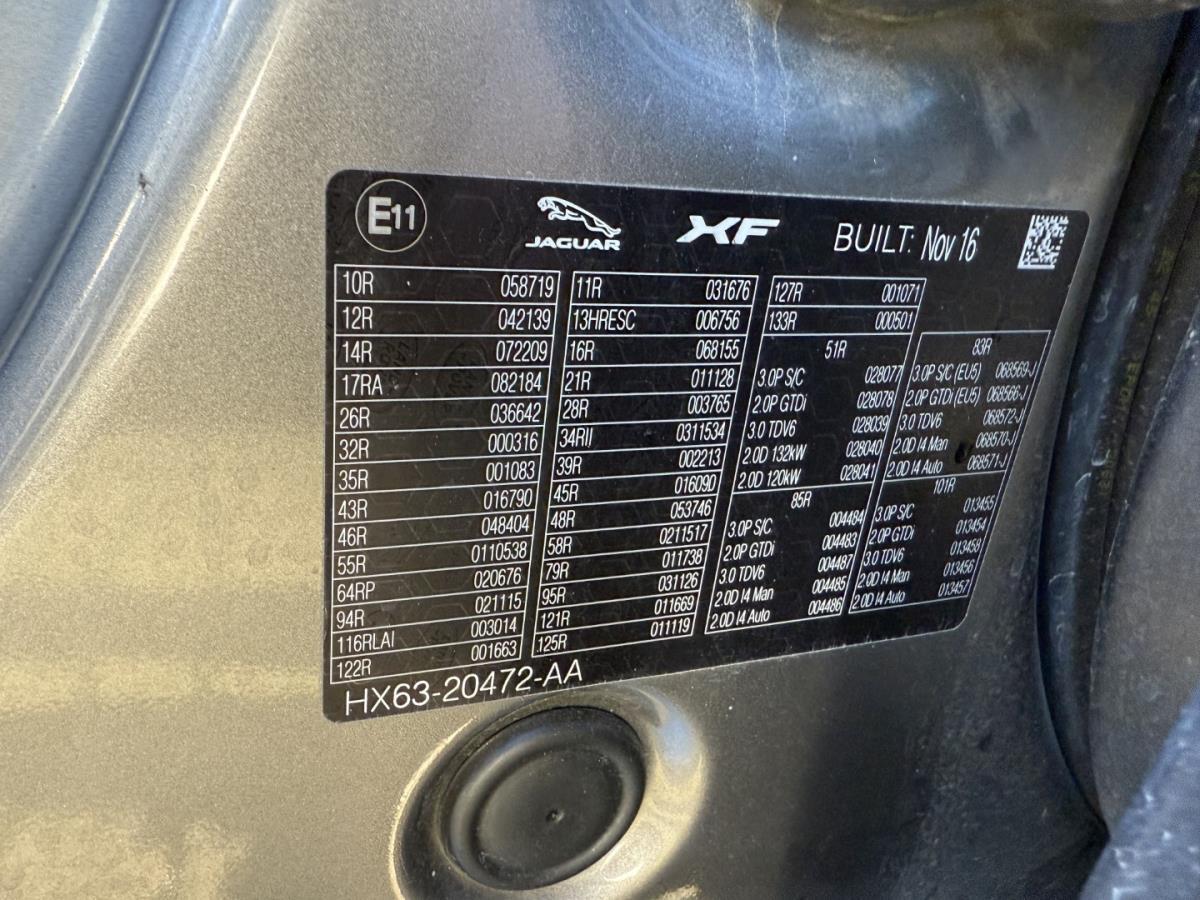 E11
JAGUAR
XF
BUILT: Nov 16
10R 058719
12R 042139
14R 072209
17RA 082184
26R 036642
32R 000316
35R 001083
43R 016790
46R 048404
55R 0110538
64RP 020676
94R 021115
116RLAI 003014
122R 001663
11R 031676
13HRESC 006756
16R 068155
21R 011128
28R 003765
34RII 0311534
39R 002213
45R 016090
48R 053746
58R 0211517
79R 011738
95R 031126
121R 011669
125R 011119
127R 001071
133R 000501
51R
3.0P S/C 028077
2.0P GTDi 028078
3.0 TDV6 028039
2.0D 132kW 028040
2.0D 120kW 028041
85R
3.0P S/C 004484
2.0P GTDi 004483
3.0 TDV6 004487
2.0D I4 Man 004485
2.0D I4 Auto 004486
83R
3.0P S/C (EU5) 068569-J
2.0P GTDi (EU5) 068566-J
3.0 TDV6 068572-J
2.0D I4 Man 068570-J
2.0D I4 Auto 068571-J
101R
3.0P S/C 013455
2.0P GTDi 013454
3.0 TDV6 013458
2.0D I4 Man 013456
2.0D I4 Auto 013457
HX63-20472-AA